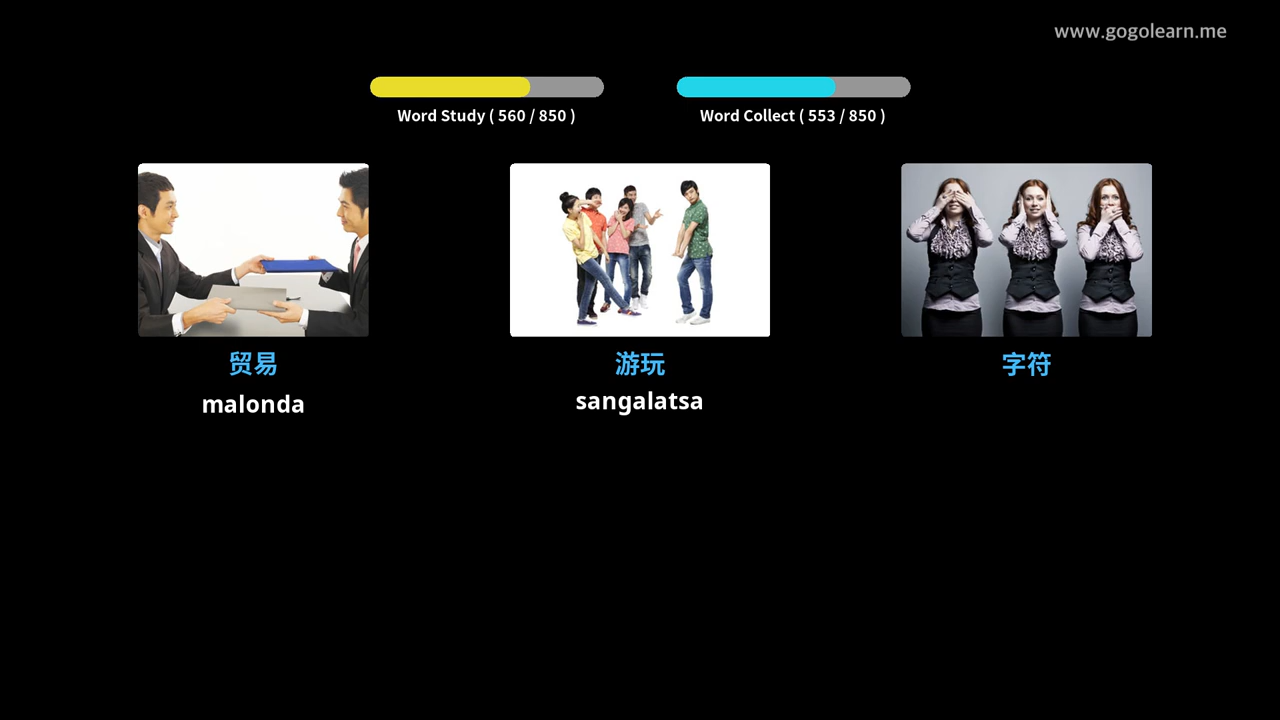 www.gogolearn.me
Word Study ( 560 / 850 )
Word Collect ( 553 / 850 )
贸易
malonda
游玩
sangalatsa
字符